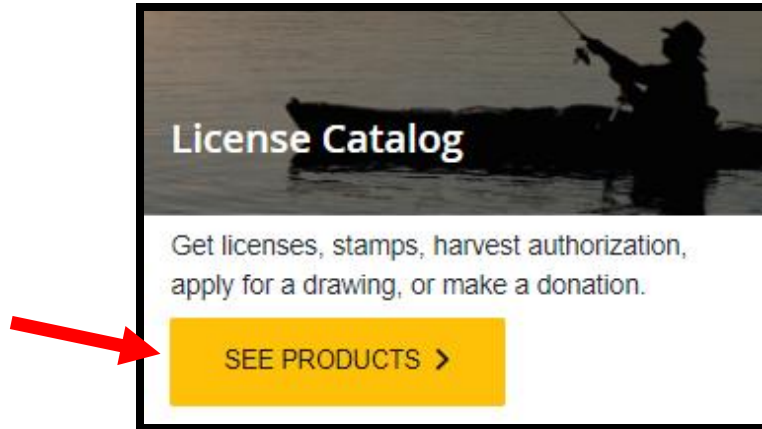 License Catalog
Get licenses, stamps, harvest authorization,
apply for a drawing, or make a donation.
SEE PRODUCTS